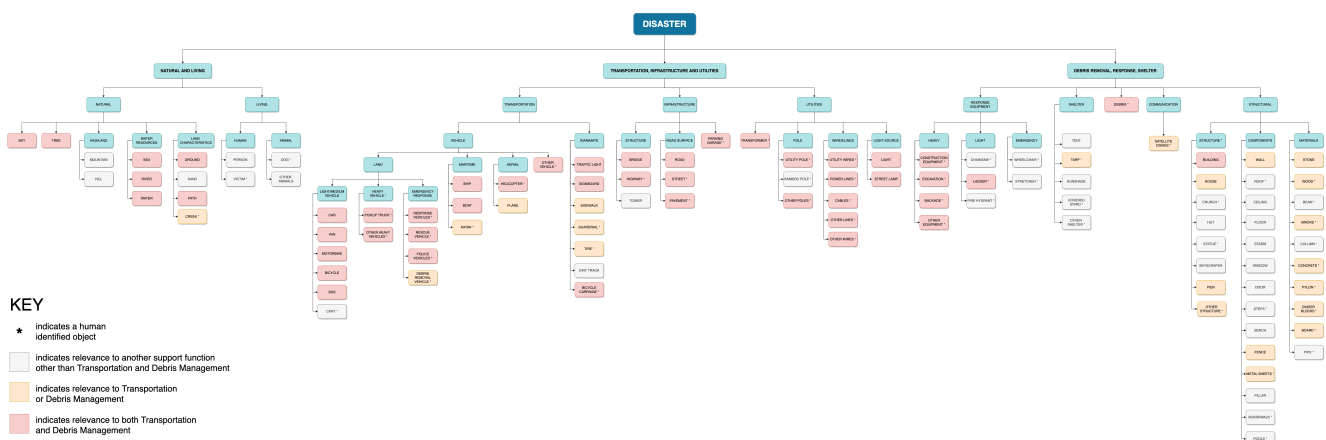 DISASTER
NATURAL AND LIVING
TRANSPORTATION, INFRASTRUCTURE AND UTILITIES
DEBRIS REMOVAL, RESPONSE, SHELTER
NATURAL
LIVING
TRANSPORTATION
INFRASTRUCTURE
UTILITIES
RESPONSE
EQUIPMENT
SHELTER
DEBRIS *
COMMUNICATION
STRUCTURAL
SKY
TREE
HIGHLAND
WATER
RESOURCES
LAND
CHARACTERISTICS
HUMAN
ANIMAL
MOUNTAIN
HILL
SEA
RIVER
WATER
GROUND
SAND
PATH
CREEK *
PERSON
VICTIM *
DOG *
OTHER
ANIMALS
VEHICLE
WARRANTS
LAND
MARITIME
AERIAL
OTHER
VEHICLE *
LIGHT/MEDIUM
VEHICLE
HEAVY
VEHICLE *
EMERGENCY
RESPONSE
CAR
VAN
MOTORBIKE
BICYCLE
BUS
CART *
PICKUP TRUCK *
OTHER HEAVY
VEHICLES *
RESPONSE
VEHICLES *
RESCUE
VEHICLE *
POLICE
VEHICLES *
DEBRIS
REMOVAL
VEHICLE *
SHIP
BOAT
KAYAK *
HELICOPTER *
PLANE
TRAFFIC LIGHT
SIGNBOARD
SIDEWALK
GUARDRAIL *
TIRE *
DIRT TRACK
BICYCLE
CARRIAGE *
STRUCTURE
ROAD SURFACE
PARKING
GARAGE *
BRIDGE
HIGHWAY *
TOWER
ROAD
STREET *
PAVEMENT *
TRANSFORMER
POLE
WIRES/LINES
LIGHT SOURCE
UTILITY POLE *
BAMBOO POLE *
OTHER POLES *
UTILITY WIRES *
POWER LINES *
CABLES *
OTHER LINES *
OTHER WIRES *
LIGHT
STREET LAMP
HEAVY
LIGHT
EMERGENCY
CONSTRUCTION
EQUIPMENT *
EXCAVATION *
BACKAGE *
OTHER
EQUIPMENT *
CHAINSAW *
LADDER *
FIRE HYDRANT *
WHEELCHAIR *
STRETCHER *
TENT
TARP *
SUNSHADE
COVERED
STAND *
OTHER
SHELTER *
SATELLITE
DISHES *
STRUCTURE *
COMPONENTS
MATERIALS
BUILDING
HOUSE
CHURCH *
HUT
STATUE *
SKYSCRAPER
PIER
OTHER
STRUCTURE *
WALL
ROOF *
CEILING
FLOOR
STAIRS
WINDOW
DOOR
STEPS *
BENCH
FENCE
METAL SHEETS *
PILLAR
BOARDWALK *
POOLS *
STONE
WOOD *
BEAM *
BRICKS *
COLUMN *
CONCRETE *
PYLON *
CINDER
BLOCKS *
BOARD *
PIPE *
KEY
* indicates a human
identified object
indicates relevance to another support function
other than Transportation and Debris Management
indicates relevance to Transportation
or Debris Management
indicates relevance to both Transportation
and Debris Management